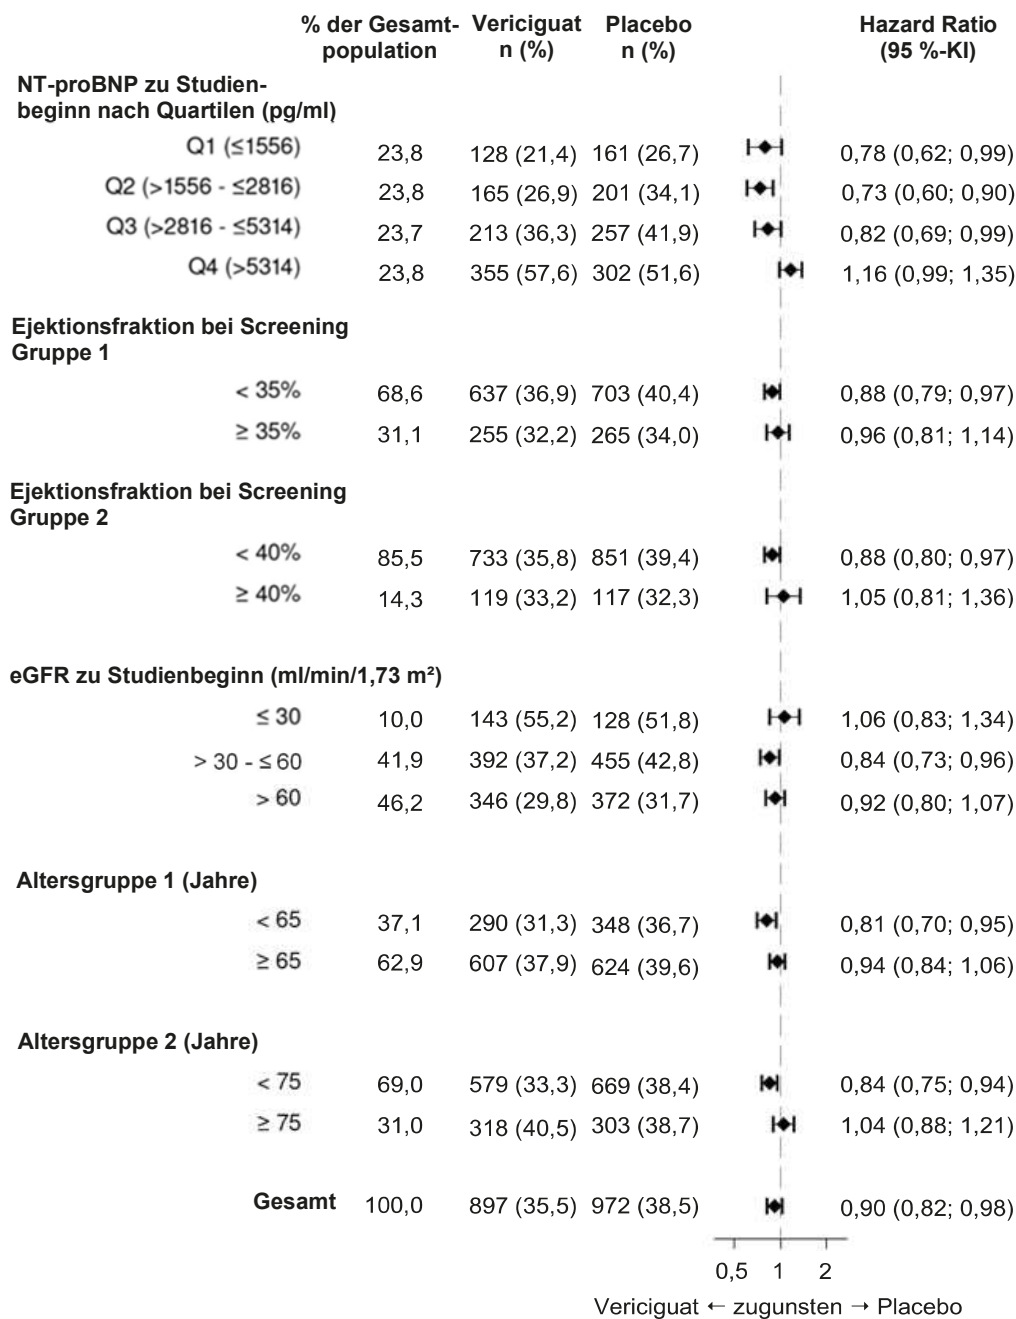 % der Gesamt- Vericiguat Placebo Hazard Ratio
population n (%) n (%) (95 %-KI)
NT-proBNP zu Studien-
beginn nach Quartilen (pg/ml)
Q1 (≤1556) 23,8 128 (21,4) 161 (26,7) 0,78 (0,62; 0,99)
Q2 (>1556 - ≤2816) 23,8 165 (26,9) 201 (34,1) 0,73 (0,60; 0,90)
Q3 (>2816 - ≤5314) 23,7 213 (36,3) 257 (41,9) 0,82 (0,69; 0,99)
Q4 (>5314) 23,8 355 (57,6) 302 (51,6) 1,16 (0,99; 1,35)
Ejektionsfraktion bei Screening
Gruppe 1
< 35% 68,6 637 (36,9) 703 (40,4) 0,88 (0,79; 0,97)
≥ 35% 31,1 255 (32,2) 265 (34,0) 0,96 (0,81; 1,14)
Ejektionsfraktion bei Screening
Gruppe 2
< 40% 85,5 733 (35,8) 851 (39,4) 0,88 (0,80; 0,97)
≥ 40% 14,3 119 (33,2) 117 (32,3) 1,05 (0,81; 1,36)
eGFR zu Studienbeginn (ml/min/1,73 m²)
≤ 30 10,0 143 (55,2) 128 (51,8) 1,06 (0,83; 1,34)
> 30 - ≤ 60 41,9 392 (37,2) 455 (42,8) 0,84 (0,73; 0,96)
> 60 46,2 346 (29,8) 372 (31,7) 0,92 (0,80; 1,07)
Altersgruppe 1 (Jahre)
< 65 37,1 290 (31,3) 348 (36,7) 0,81 (0,70; 0,95)
≥ 65 62,9 607 (37,9) 624 (39,6) 0,94 (0,84; 1,06)
Altersgruppe 2 (Jahre)
< 75 69,0 579 (33,3) 669 (38,4) 0,84 (0,75; 0,94)
≥ 75 31,0 318 (40,5) 303 (38,7) 1,04 (0,88; 1,21)
Gesamt 100,0 897 (35,5) 972 (38,5) 0,90 (0,82; 0,98)
0,5 1 2
Vericiguat ← zugunsten → Placebo